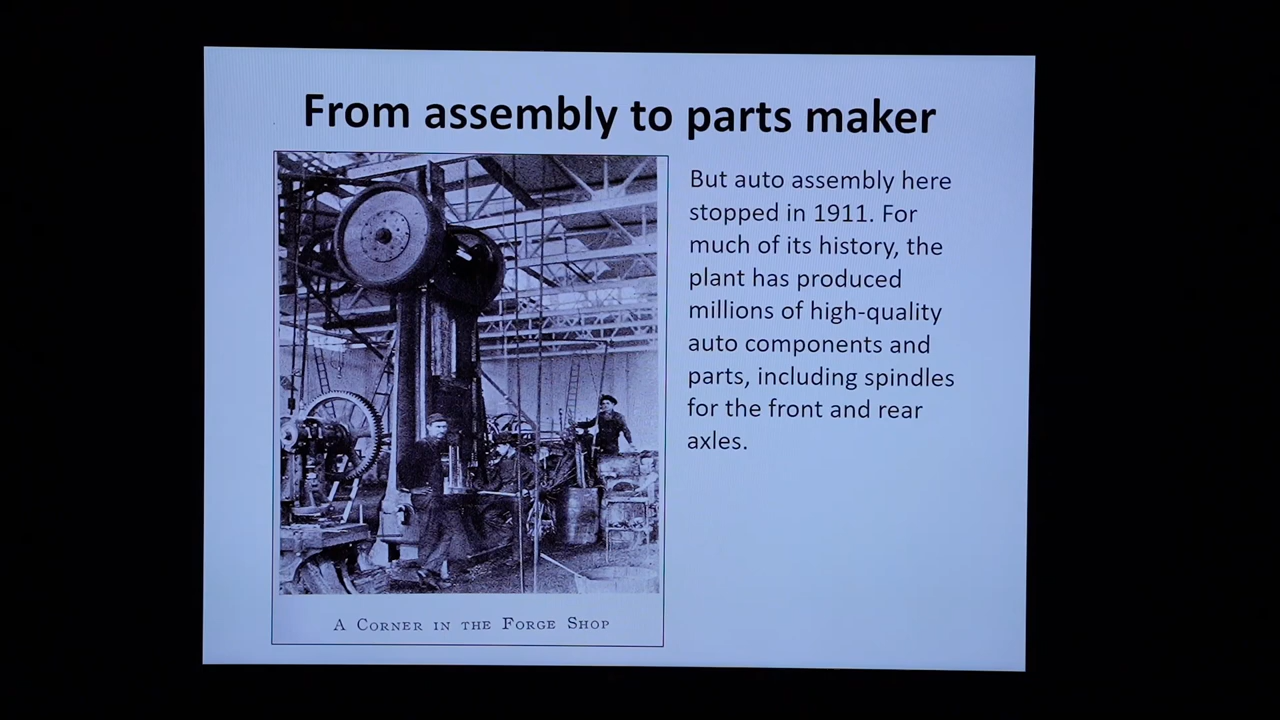 From assembly to parts maker
But auto assembly here
stopped in 1911. For
much of its history, the
plant has produced
millions of high-quality
auto components and
parts, including spindles
for the front and rear
axles.
A Corner in the Forge Shop